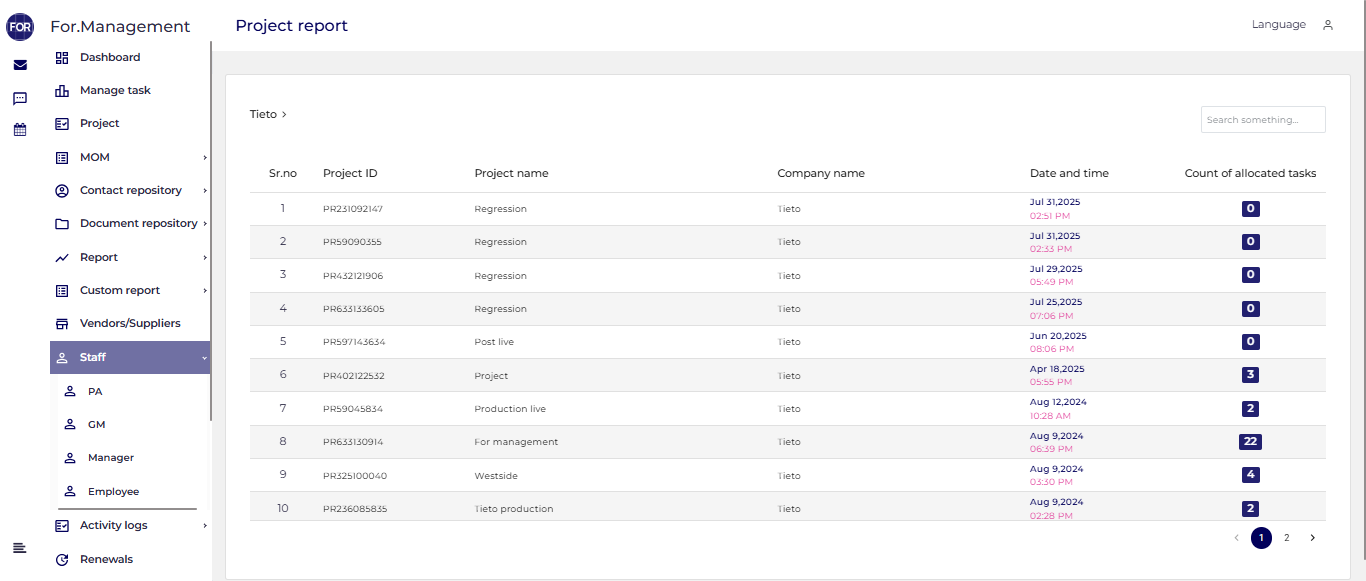 FOR For.Management
Project report
Language
Dashboard
Manage task
Project
MOM
Contact repository
Document repository
Report
Custom report
Vendors/Suppliers
Staff
PA
GM
Manager
Employee
Activity logs
Renewals
Tieto >
Search something...
Sr.no Project ID Project name Company name Date and time Count of allocated tasks
1 PR231092147 Regression Tieto Jul 31,2025 0
02:51 PM
2 PR59090355 Regression Tieto Jul 31,2025 0
02:33 PM
3 PR432121906 Regression Tieto Jul 29,2025 0
05:49 PM
4 PR633133605 Regression Tieto Jul 25,2025 0
07:06 PM
5 PR597143634 Post live Tieto Jun 20,2025 0
08:06 PM
6 PR402122532 Project Tieto Apr 18,2025 3
05:55 PM
7 PR59045834 Production live Tieto Aug 12,2024 2
10:28 AM
8 PR633130914 For management Tieto Aug 9,2024 22
06:39 PM
9 PR325100040 Westside Tieto Aug 9,2024 4
03:30 PM
10 PR236085835 Tieto production Tieto Aug 9,2024 2
02:28 PM
< 1 2 >